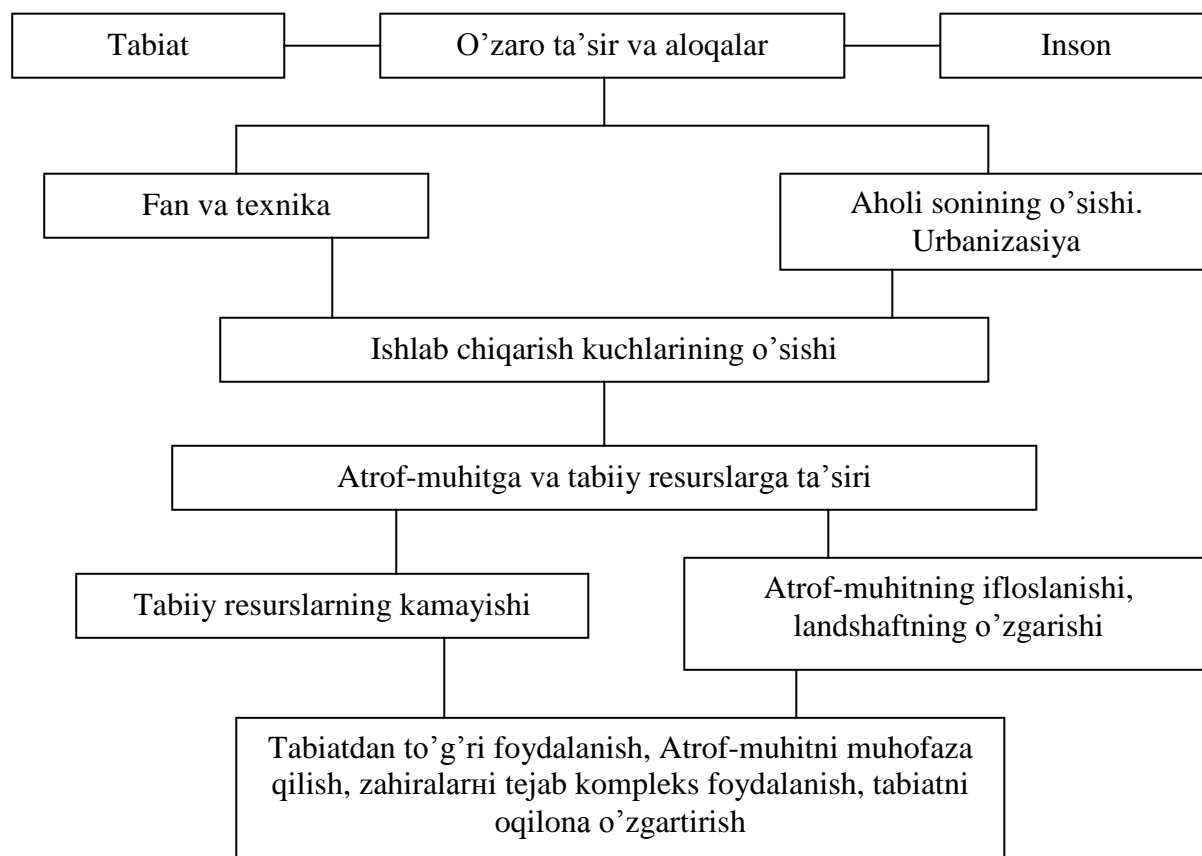 Tabiat
O’zaro ta’sir va aloqalar
Inson
Fan va texnika
Aholi sonining o’sishi.
Urbanizasiya
Ishlab chiqarish kuchlarining o’sishi
Atrof-muhitga va tabiiy resurslarga ta’siri
Tabiiy resurslarning kamayishi
Atrof-muhitning ifloslanishi,
landshaftning o’zgarishi
Tabiatdan to’g’ri foydalanish, Atrof-muhitni muhofaza
qilish, zahiralarнi tejab kompleks foydalanish, tabiatni
oqilona o’zgartirish